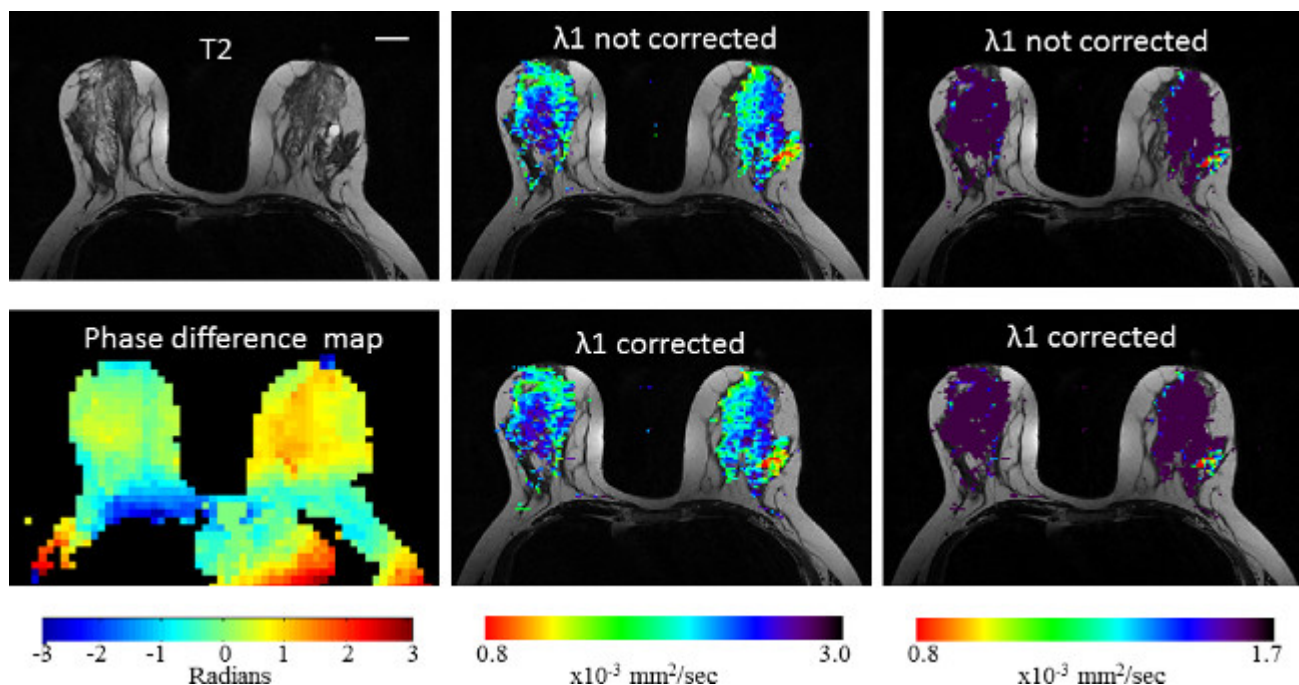 T2
λ1 not corrected
λ1 not corrected
Phase difference map
λ1 corrected
λ1 corrected
-3 -2 -1 0 1 2 3
Radians
0.8 3.0
x10-3 mm2/sec
0.8 1.7
x10-3 mm2/sec